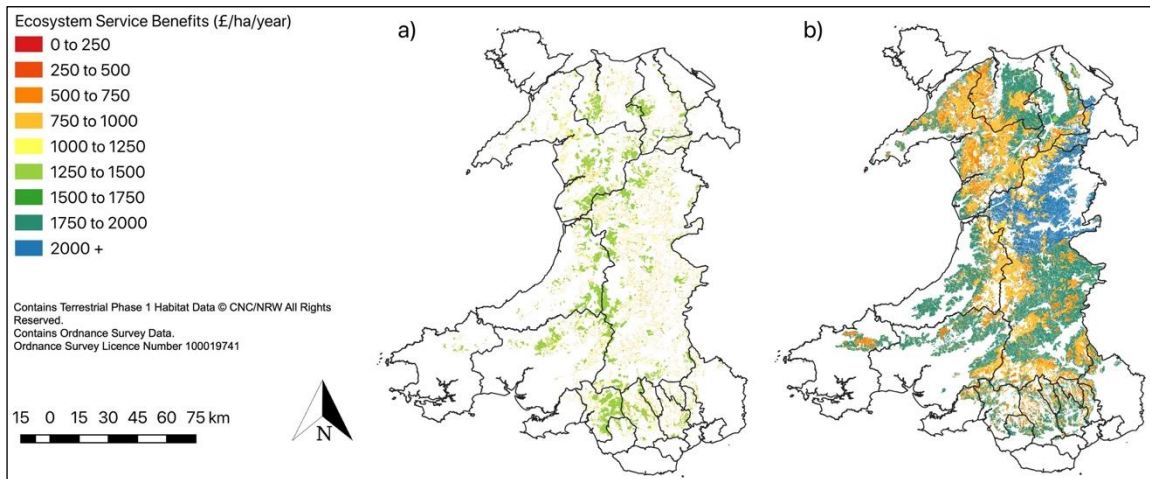 Ecosystem Service Benefits (£/ha/year)
0 to 250
250 to 500
500 to 750
750 to 1000
1000 to 1250
1250 to 1500
1500 to 1750
1750 to 2000
2000 +
Contains Terrestrial Phase 1 Habitat Data © CNC/NRW All Rights
Reserved.
Contains Ordnance Survey Data.
Ordnance Survey Licence Number 100019741
15 0 15 30 45 60 75 km
N
a)
b)